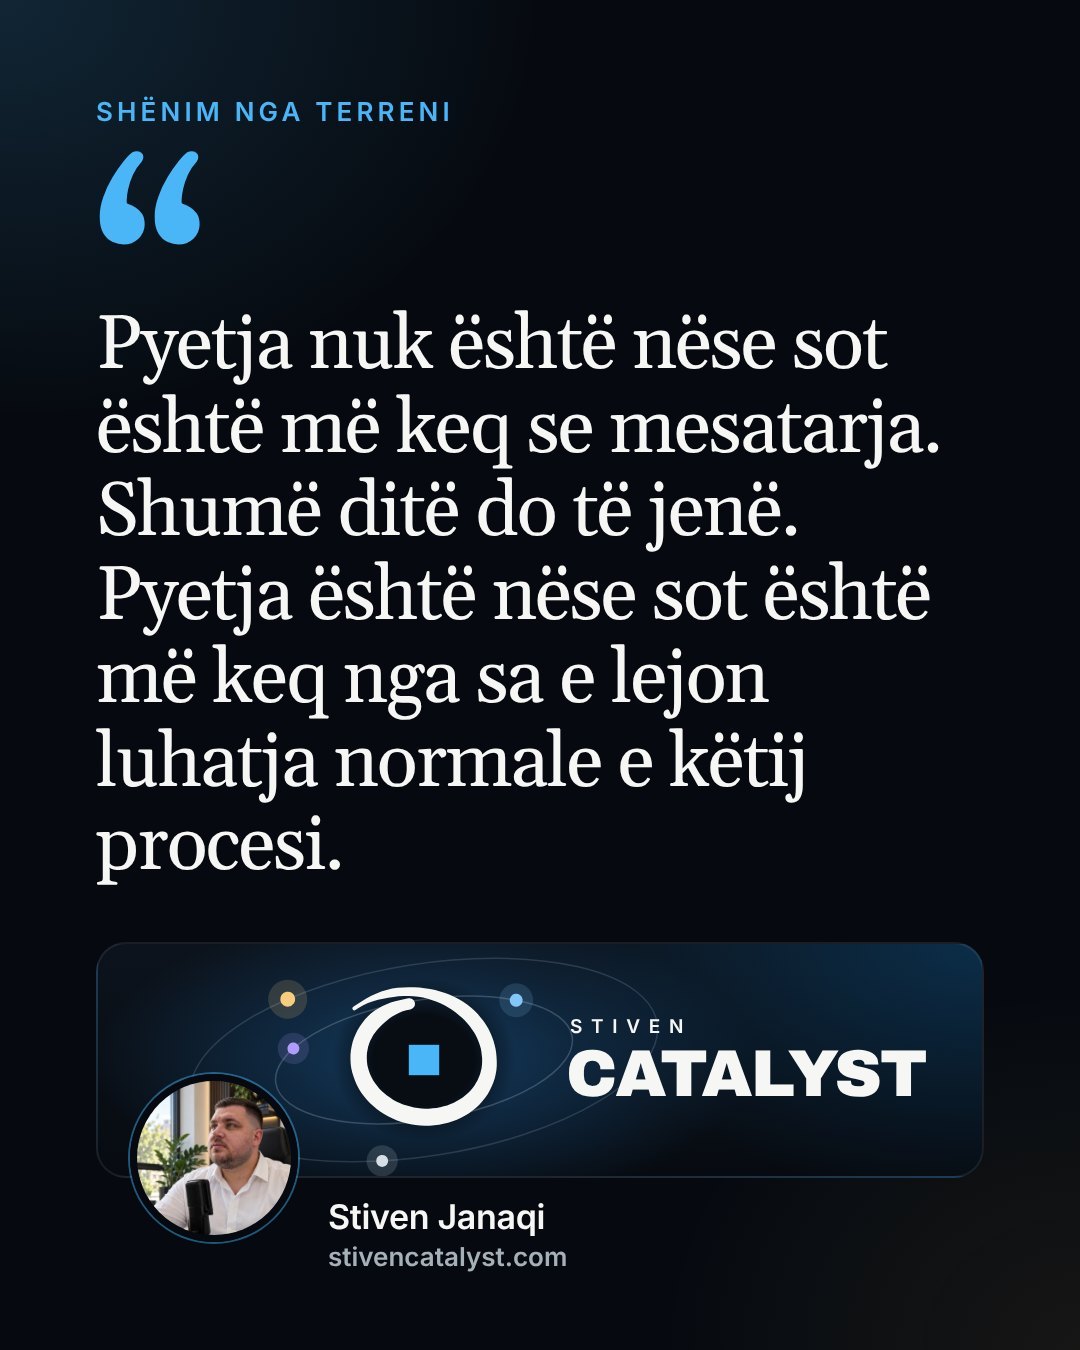 SHËNIM NGA TERRENI
“
Pyetja nuk është nëse sot
është më keq se mesatarja.
Shumë ditë do të jenë.
Pyetja është nëse sot është
më keq nga sa e lejon
luhatja normale e këtij
procesi.
STIVEN
CATALYST
Stiven Janaqi
stivencatalyst.com